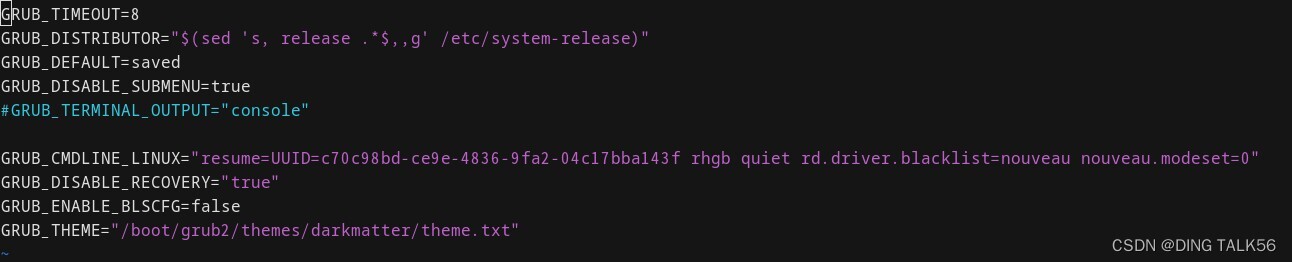 GRUB_TIMEOUT=8
GRUB_DISTRIBUTOR="$(sed 's, release .*$,,g' /etc/system-release)"
GRUB_DEFAULT=saved
GRUB_DISABLE_SUBMENU=true
#GRUB_TERMINAL_OUTPUT="console"
GRUB_CMDLINE_LINUX="resume=UUID=c70c98bd-ce9e-4836-9fa2-04c17bba143f rhgb quiet rd.driver.blacklist=nouveau nouveau.modeset=0"
GRUB_DISABLE_RECOVERY="true"
GRUB_ENABLE_BLSCFG=false
GRUB_THEME="/boot/grub2/themes/darkmatter/theme.txt"
~
CSDN @DING TALK56